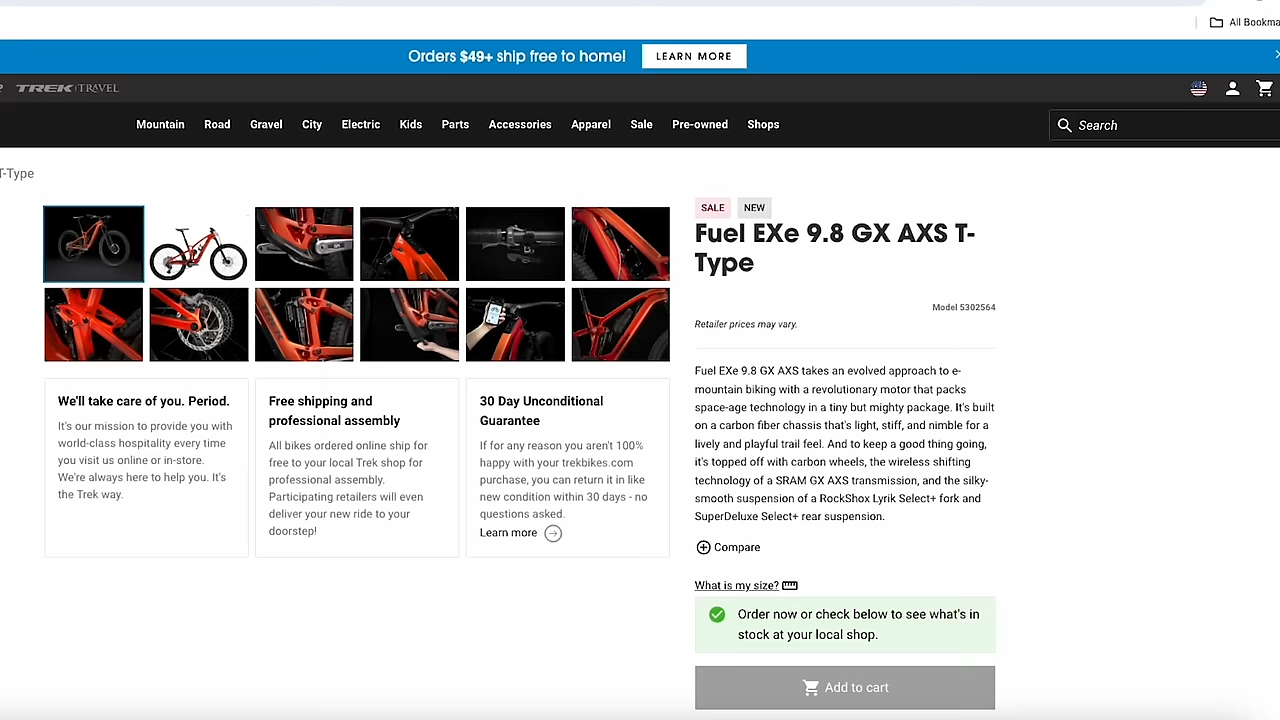 All Bookma
Orders $49+ ship free to home!
LEARN MORE
TREK TRAVEL
Mountain Road Gravel City Electric Kids Parts Accessories Apparel Sale Pre-owned Shops
Search
T-Type
SALE NEW
Fuel EXe 9.8 GX AXS T-
Type
Model 5302564
Retailer prices may vary.
Fuel EXe 9.8 GX AXS takes an evolved approach to e-
mountain biking with a revolutionary motor that packs
space-age technology in a tiny but mighty package. It's built
on a carbon fiber chassis that's light, stiff, and nimble for a
lively and playful trail feel. And to keep a good thing going,
it's topped off with carbon wheels, the wireless shifting
technology of a SRAM GX AXS transmission, and the silky-
smooth suspension of a RockShox Lyrik Select+ fork and
SuperDeluxe Select+ rear suspension.
Compare
What is my size?
Order now or check below to see what's in
stock at your local shop.
Add to cart
We'll take care of you. Period.
It's our mission to provide you with
world-class hospitality every time
you visit us online or in-store.
We're always here to help you. It's
the Trek way.
Free shipping and
professional assembly
All bikes ordered online ship for
free to your local Trek shop for
professional assembly.
Participating retailers will even
deliver your new ride to your
doorstep!
30 Day Unconditional
Guarantee
If for any reason you aren't 100%
happy with your trekbikes.com
purchase, you can return it in like
new condition within 30 days - no
questions asked.
Learn more